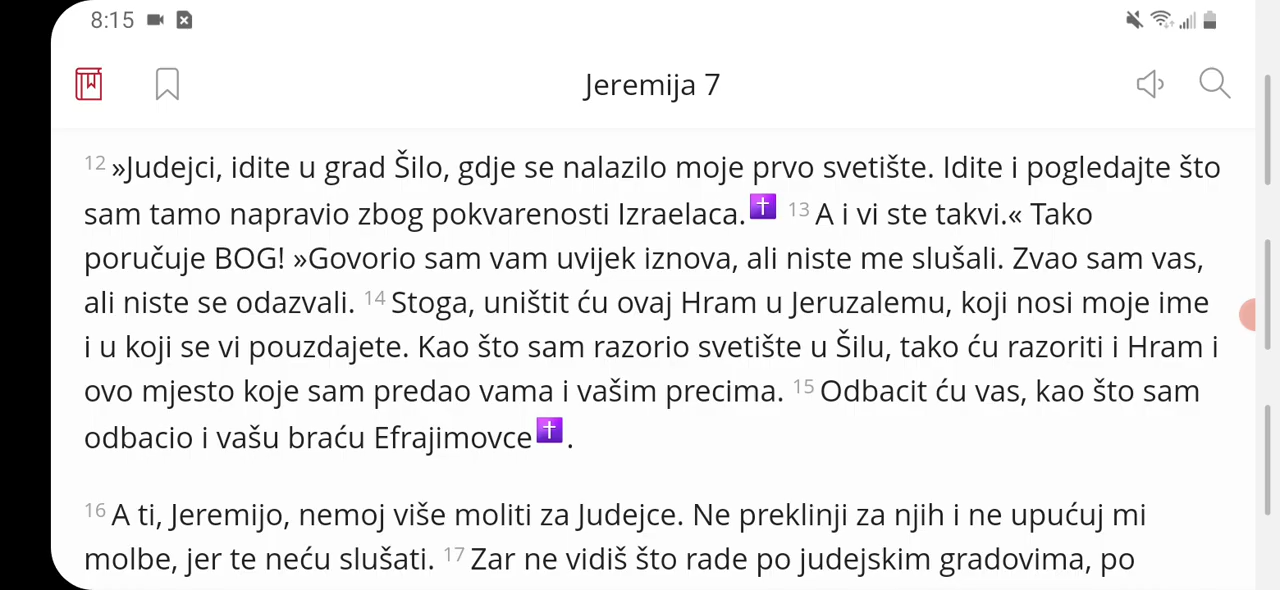 8:15
Jeremija 7
12 »Judejci, idite u grad Šilo, gdje se nalazilo moje prvo svetište. Idite i pogledajte što
sam tamo napravio zbog pokvarenosti Izraelaca.✝️ 13 A i vi ste takvi.« Tako
poručuje BOG! »Govorio sam vam uvijek iznova, ali niste me slušali. Zvao sam vas,
ali niste se odazvali. 14 Stoga, uništit ću ovaj Hram u Jeruzalemu, koji nosi moje ime
i u koji se vi pouzdajete. Kao što sam razorio svetište u Šilu, tako ću razoriti i Hram i
ovo mjesto koje sam predao vama i vašim precima. 15 Odbacit ću vas, kao što sam
odbacio i vašu braću Efrajimovce✝️.
16 A ti, Jeremijo, nemoj više moliti za Judejce. Ne preklinji za njih i ne upućuj mi
molbe, jer te neću slušati. 17 Zar ne vidiš što rade po judejskim gradovima, po